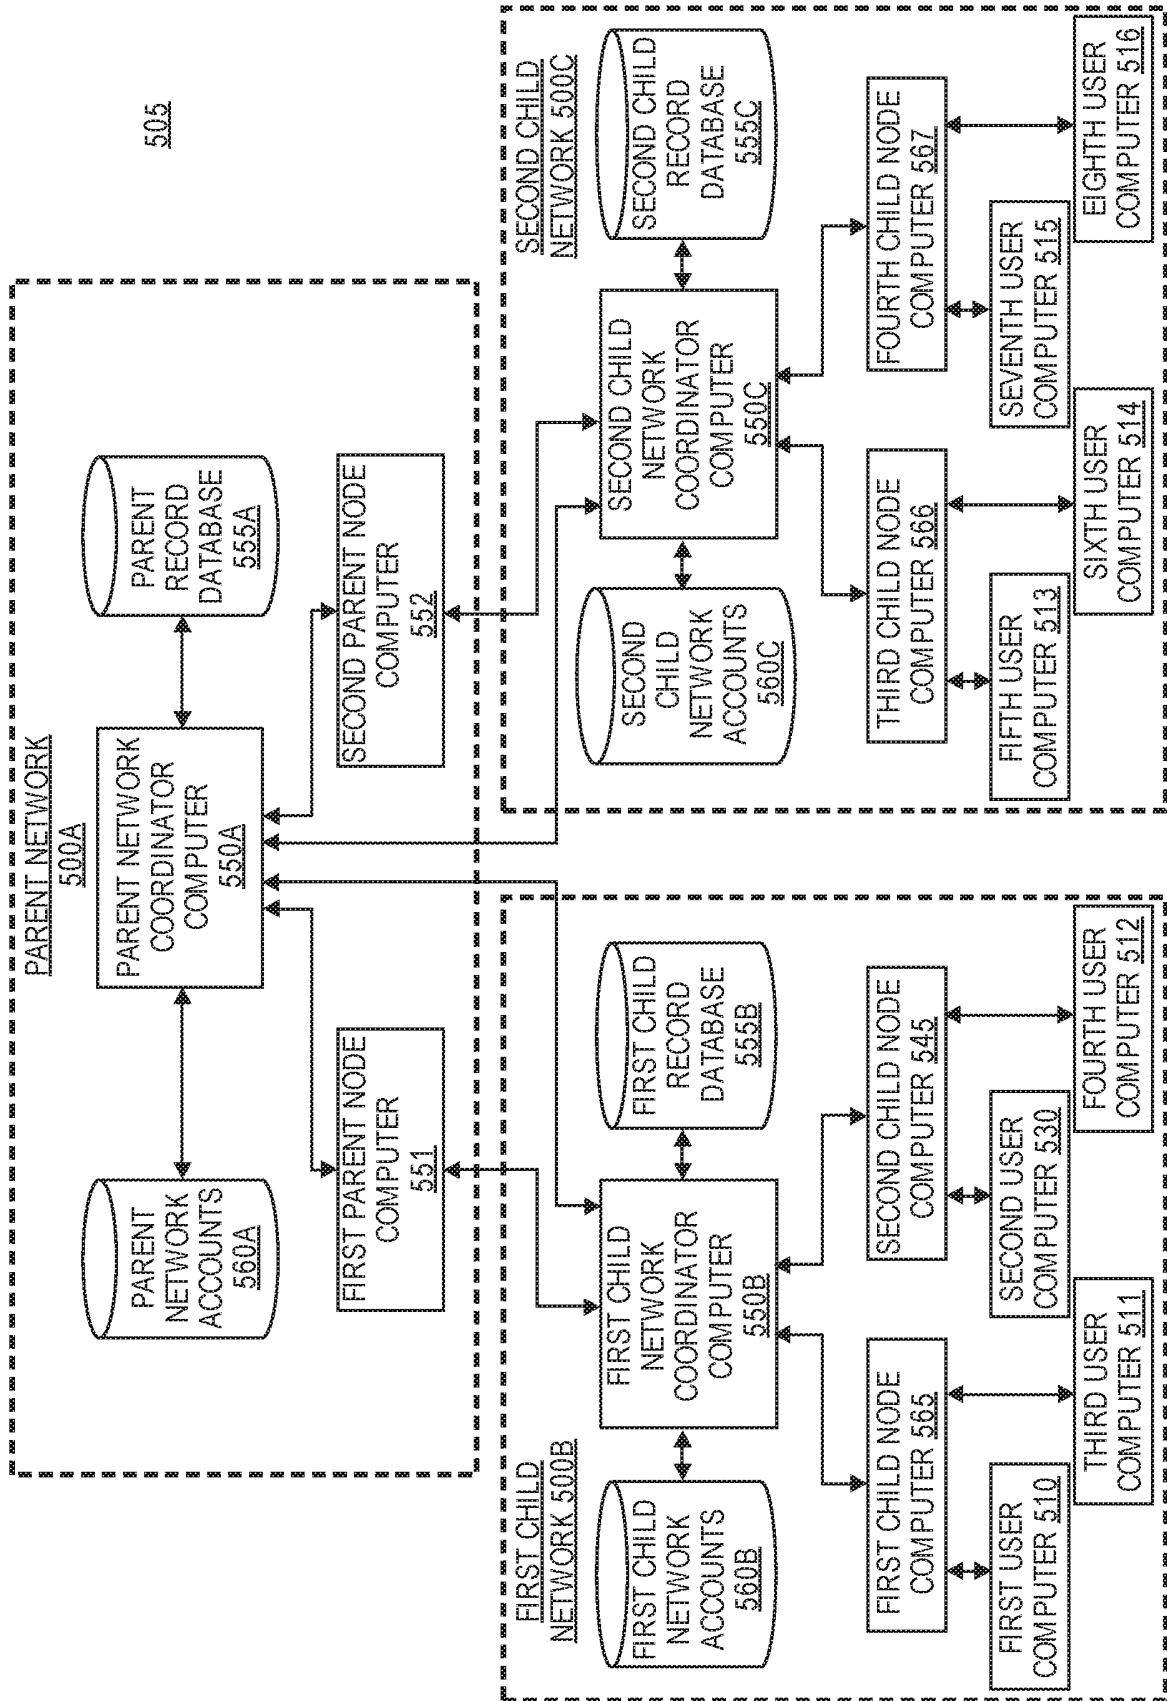 505
PARENT NETWORK
500A
PARENT
NETWORK
ACCOUNTS
560A
PARENT NETWORK
COORDINATOR
COMPUTER
550A
PARENT
RECORD
DATABASE
555A
FIRST PARENT NODE
COMPUTER
551
SECOND PARENT NODE
COMPUTER
552
FIRST CHILD
NETWORK 500B
FIRST CHILD
NETWORK
ACCOUNTS
560B
FIRST CHILD
NETWORK
COORDINATOR
COMPUTER
550B
FIRST CHILD
RECORD
DATABASE
555B
FIRST CHILD NODE
COMPUTER 565
SECOND CHILD NODE
COMPUTER 545
FIRST USER
COMPUTER 510
THIRD USER
COMPUTER 511
SECOND USER
COMPUTER 530
FOURTH USER
COMPUTER 512
SECOND CHILD
NETWORK 500C
SECOND
CHILD
NETWORK
ACCOUNTS
560C
SECOND CHILD
NETWORK
COORDINATOR
COMPUTER
550C
SECOND CHILD
RECORD
DATABASE
555C
THIRD CHILD NODE
COMPUTER 566
FOURTH CHILD NODE
COMPUTER 567
FIFTH USER
COMPUTER 513
SIXTH USER
COMPUTER 514
SEVENTH USER
COMPUTER 515
EIGHTH USER
COMPUTER 516